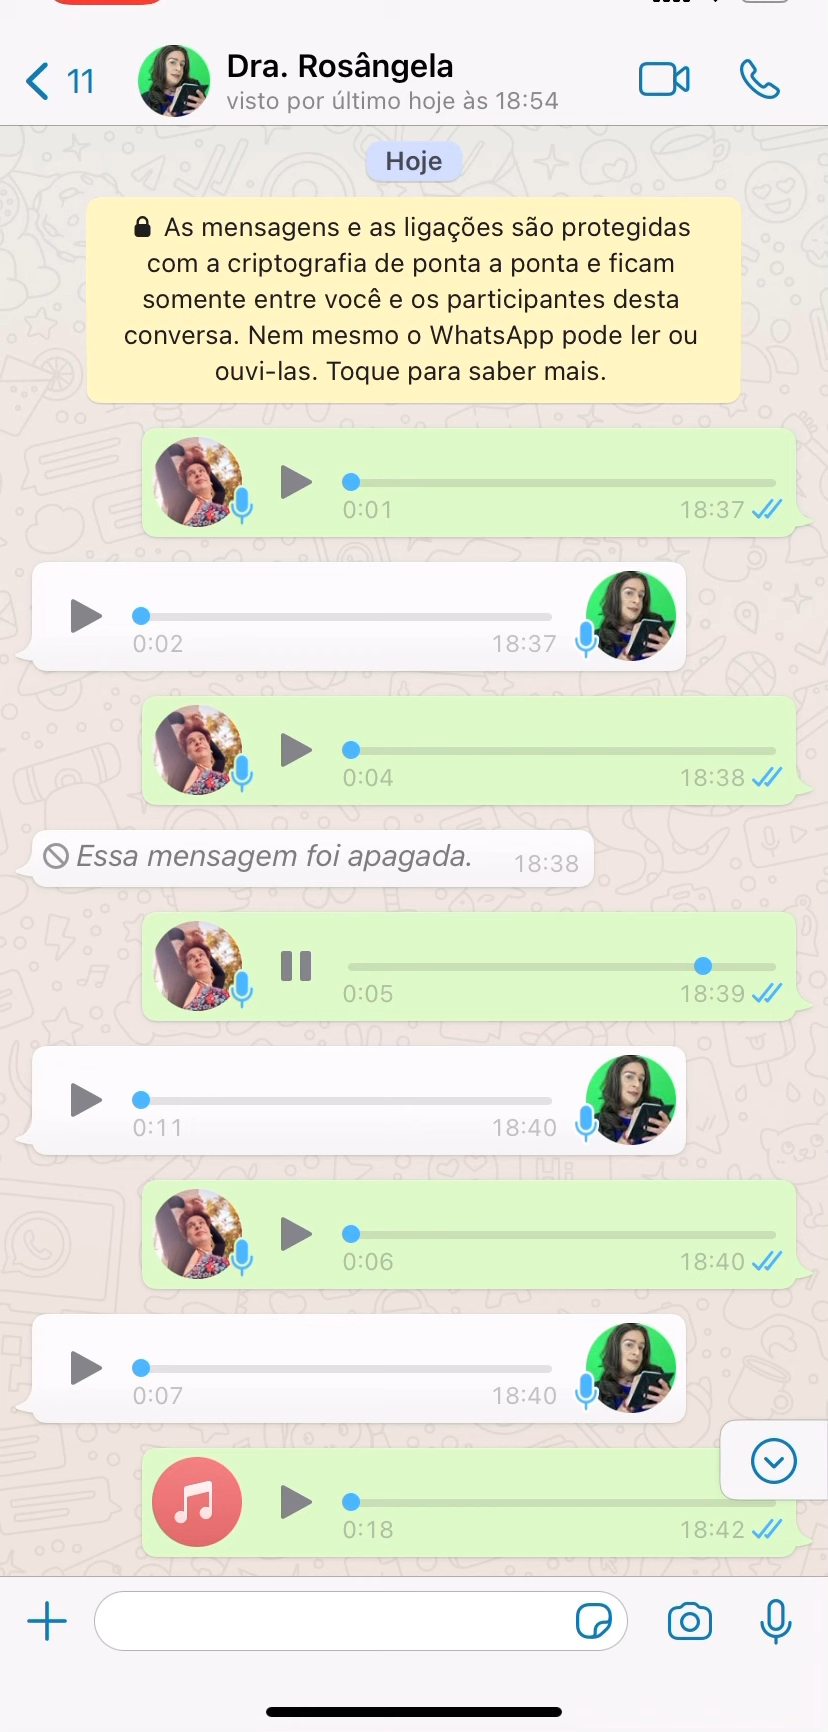 11
Dra. Rosângela
visto por último hoje às 18:54
Hoje
As mensagens e as ligações são protegidas
com a criptografia de ponta a ponta e ficam
somente entre você e os participantes desta
conversa. Nem mesmo o WhatsApp pode ler ou
ouvi-las. Toque para saber mais.
0:01 18:37
0:02 18:37
0:04 18:38
Essa mensagem foi apagada. 18:38
0:05 18:39
0:11 18:40
0:06 18:40
0:07 18:40
0:18 18:42